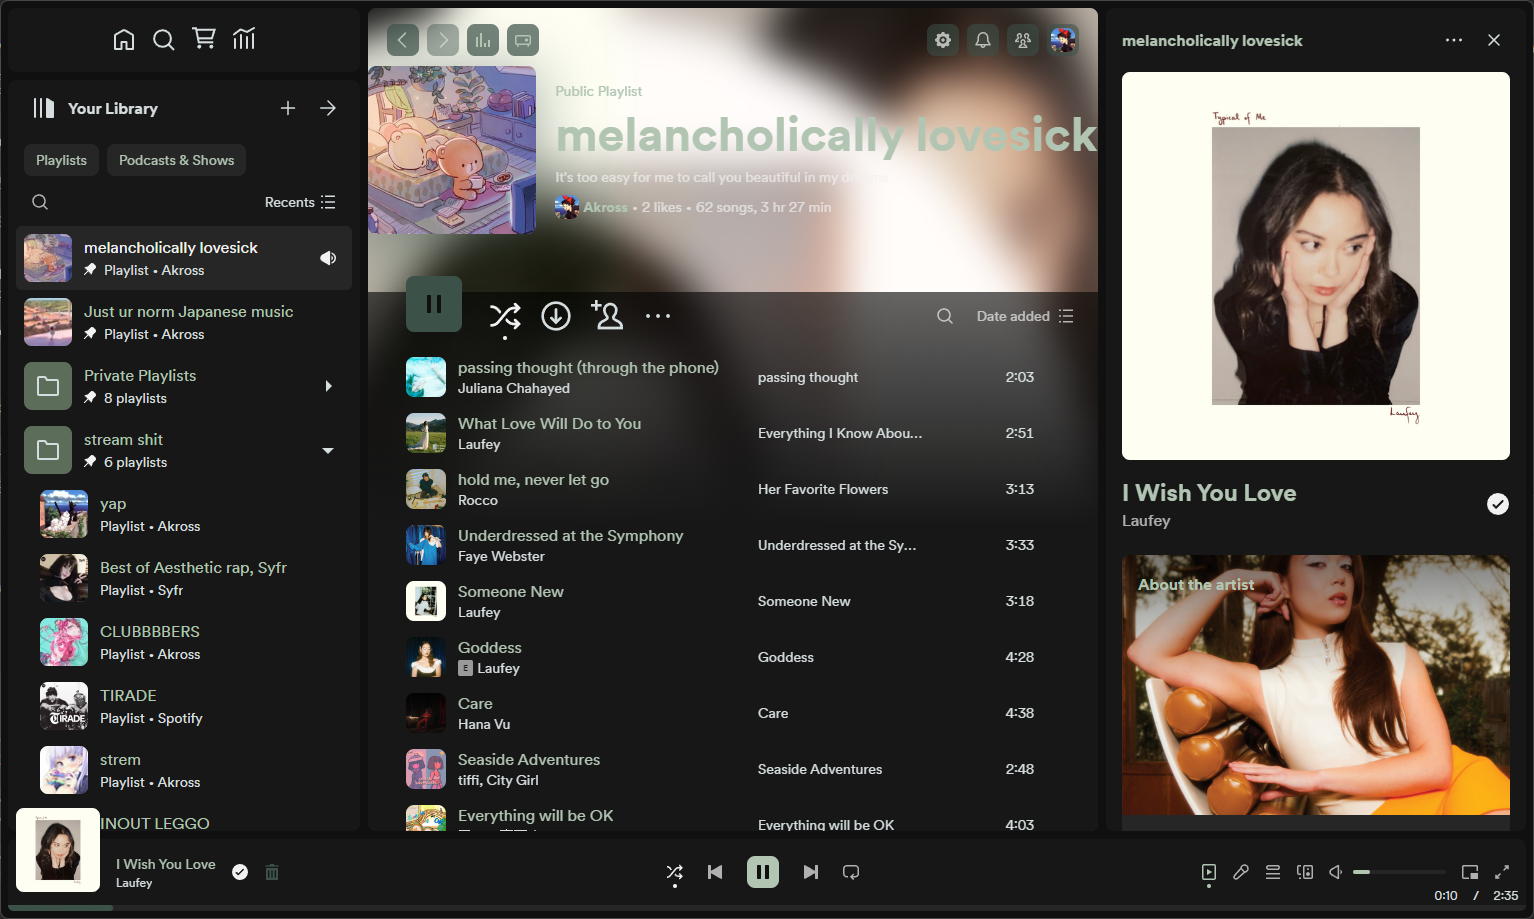 Your Library
Playlists
Podcasts & Shows
Recents
melancholically lovesick
Playlist • Akross
Just ur norm Japanese music
Playlist • Akross
Private Playlists
8 playlists
stream shit
6 playlists
yap
Playlist • Akross
Best of Aesthetic rap, Syfr
Playlist • Syfr
CLUBBBBERS
Playlist • Akross
TIRADE
Playlist • Spotify
strem
Playlist • Akross
INOUT LEGGO
Public Playlist
melancholically lovesick
It's too easy for me to call you beautiful in my
Akross • 2 likes • 62 songs, 3 hr 27 min
Date added
passing thought (through the phone)
Juliana Chahayed
passing thought
2:03
What Love Will Do to You
Laufey
Everything I Know Abou...
2:51
hold me, never let go
Rocco
Her Favorite Flowers
3:13
Underdressed at the Symphony
Faye Webster
Underdressed at the Sy...
3:33
Someone New
Laufey
Someone New
3:18
Goddess
E Laufey
Goddess
4:28
Care
Hana Vu
Care
4:38
Seaside Adventures
tiffi, City Girl
Seaside Adventures
2:48
Everything will be OK
Everything will be OK
4:03
melancholically lovesick
Typical of Me
Laufey
I Wish You Love
Laufey
About the artist
I Wish You Love
Laufey
0:10 / 2:35